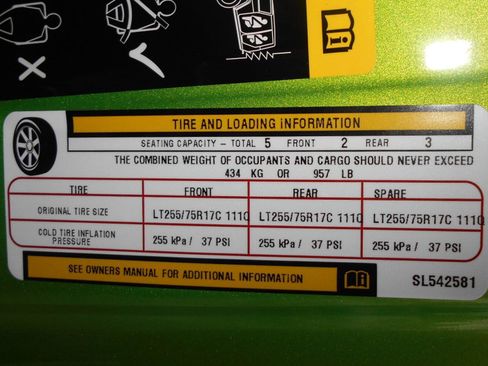 TIRE AND LOADING INFORMATION
SEATING CAPACITY - TOTAL 5 FRONT 2 REAR 3
THE COMBINED WEIGHT OF OCCUPANTS AND CARGO SHOULD NEVER EXCEED
434 KG OR 957 LB
TIRE FRONT REAR SPARE
ORIGINAL TIRE SIZE LT255/75R17C 111Q LT255/75R17C 111Q LT255/75R17C 111Q
COLD TIRE INFLATION
PRESSURE 255 kPa / 37 PSI 255 kPa / 37 PSI 255 kPa / 37 PSI
SEE OWNERS MANUAL FOR ADDITIONAL INFORMATION
SL542581